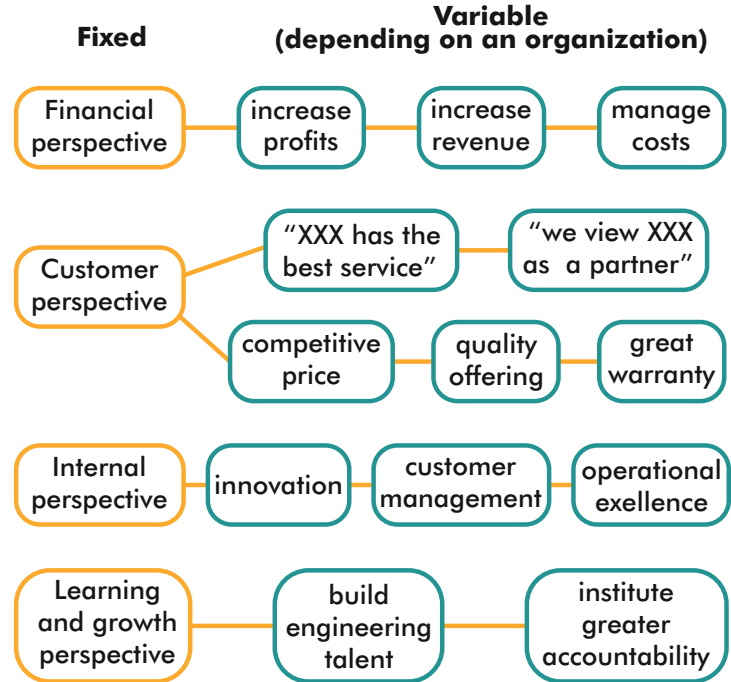 Fixed
Variable
(depending on an organization)
Financial
perspective
increase
profits
increase
revenue
manage
costs
Customer
perspective
“XXX has the
best service”
“we view XXX
as a partner”
competitive
price
quality
offering
great
warranty
Internal
perspective
innovation
customer
management
operational
exellence
Learning
and growth
perspective
build
engineering
talent
institute
greater
accountability